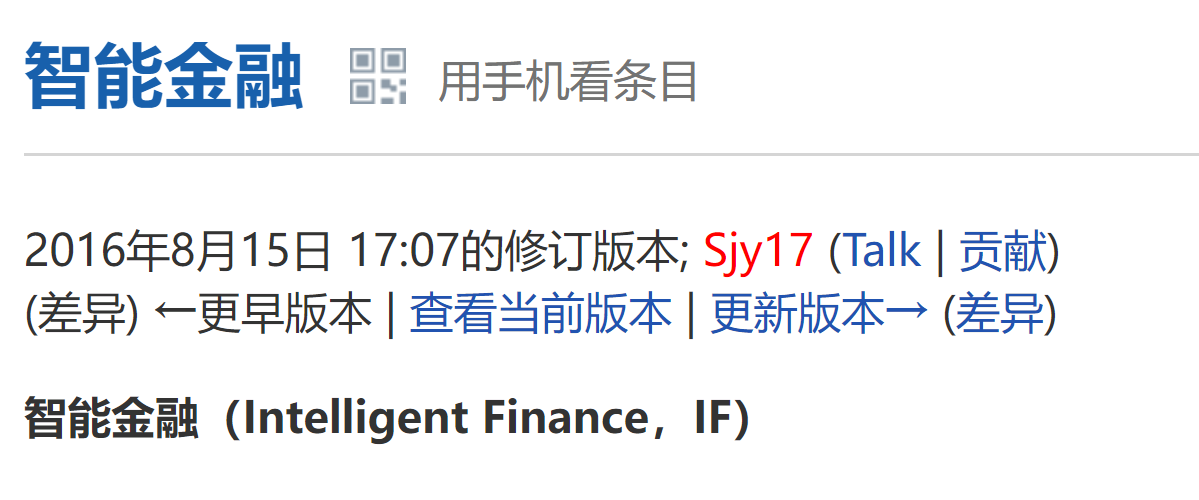 智能金融 用手机看条目
2016年8月15日 17:07的修订版本; Sjy17 (Talk | 贡献)
(差异) ←更早版本 | 查看当前版本 | 更新版本→ (差异)
智能金融（Intelligent Finance，IF）